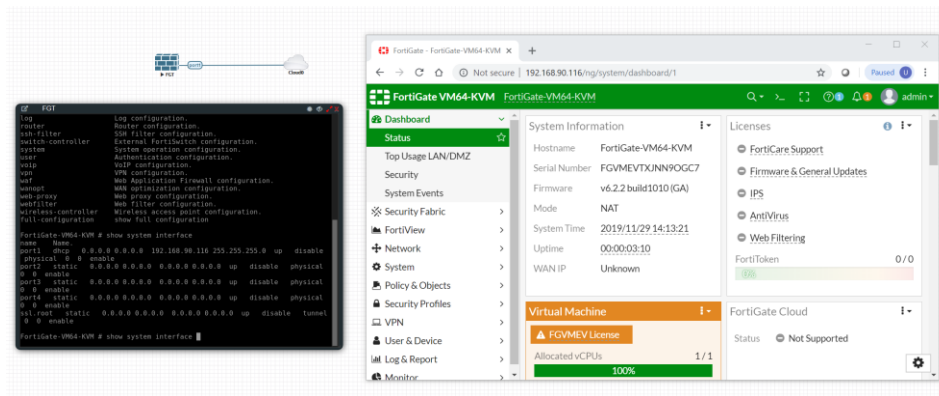 port1
FGT
Cloud0
FGT
log Log configuration.
router Router configuration.
ssh-filter SSH filter configuration.
switch-controller External FortiSwitch configuration.
system System operation configuration.
user Authentication configuration.
voip VoIP configuration.
vpn VPN configuration.
waf Web Application Firewall configuration.
wanopt WAN optimization configuration.
web-proxy Web proxy configuration.
webfilter Web filter configuration.
wireless-controller Wireless access point configuration.
full-configuration show full configuration
FortiGate-VM64-KVM # show system interface
name Name.
port1 dhcp 0.0.0.0 0.0.0.0 192.168.90.116 255.255.255.0 up disable
physical 0 0 enable
port2 static 0.0.0.0 0.0.0.0 0.0.0.0 0.0.0.0 up disable physical
0 0 enable
port3 static 0.0.0.0 0.0.0.0 0.0.0.0 0.0.0.0 up disable physical
0 0 enable
port4 static 0.0.0.0 0.0.0.0 0.0.0.0 0.0.0.0 up disable physical
0 0 enable
ssl.root static 0.0.0.0 0.0.0.0 0.0.0.0 0.0.0.0 up disable tunnel
0 0 enable
FortiGate-VM64-KVM # show system interface
FortiGate - FortiGate-VM64-KVM
Not secure | 192.168.90.116/ng/system/dashboard/1
Paused U
FortiGate VM64-KVM FortiGate-VM64-KVM
admin
Dashboard
Status
Top Usage LAN/DMZ
Security
System Events
Security Fabric
FortiView
Network
System
Policy & Objects
Security Profiles
VPN
User & Device
Log & Report
Monitor
System Information
Hostname FortiGate-VM64-KVM
Serial Number FGVMEVTXJNN9OGC7
Firmware v6.2.2 build1010 (GA)
Mode NAT
System Time 2019/11/29 14:13:21
Uptime 00:00:03:10
WAN IP Unknown
Licenses
FortiCare Support
Firmware & General Updates
IPS
AntiVirus
Web Filtering
FortiToken 0/0
0%
Virtual Machine
FGVMEV License
Allocated vCPUs 1/1
100%
FortiGate Cloud
Status Not Supported